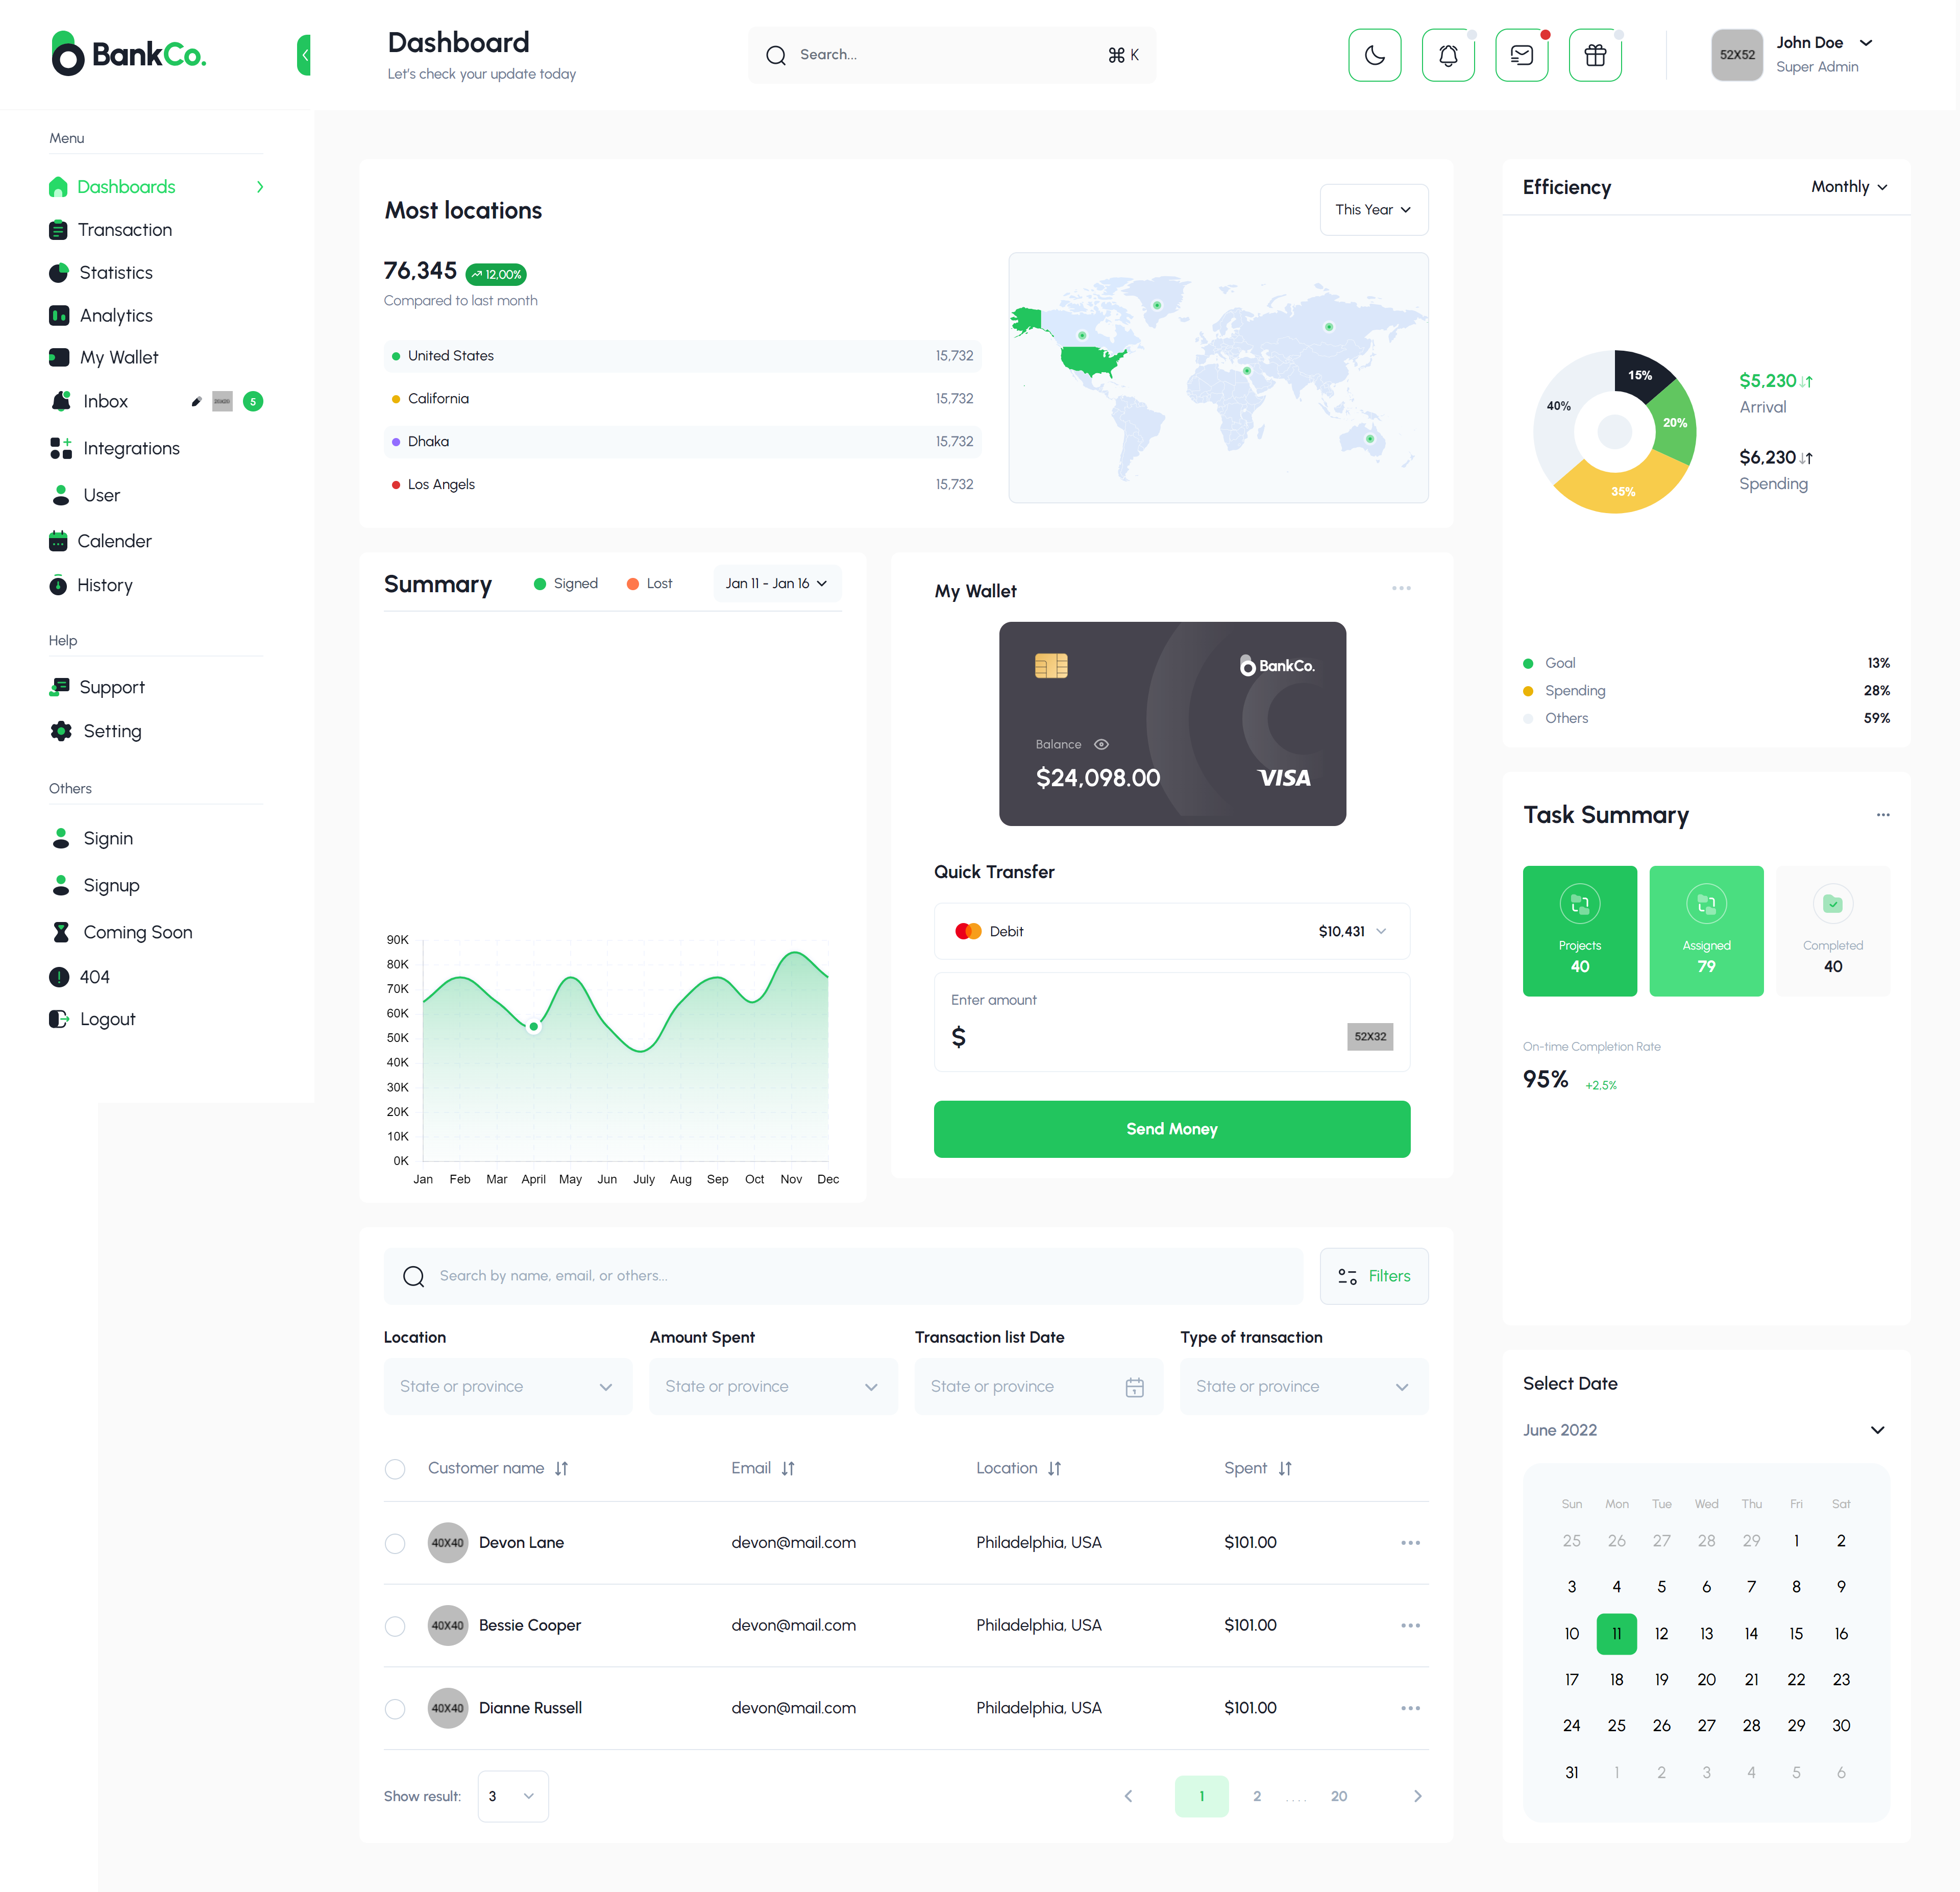 BankCo.
Dashboard
Let's check your update today
Search...
⌘ K
52X52
John Doe
Super Admin
Menu
Dashboards
Transaction
Statistics
Analytics
My Wallet
Inbox
5
Integrations
User
Calender
History
Help
Support
Setting
Others
Signin
Signup
Coming Soon
404
Logout
Most locations
This Year
76,345 12,00%
Compared to last month
United States 15,732
California 15,732
Dhaka 15,732
Los Angels 15,732
Efficiency
Monthly
15%
20%
35%
40%
$5,230
Arrival
$6,230
Spending
Goal 13%
Spending 28%
Others 59%
Summary
Signed
Lost
Jan 11 - Jan 16
90K
80K
70K
60K
50K
40K
30K
20K
10K
0K
Jan Feb Mar April May Jun July Aug Sep Oct Nov Dec
My Wallet
BankCo.
Balance
$24,098.00
VISA
Quick Transfer
Debit $10,431
Enter amount
$
52X32
Send Money
Task Summary
Projects
40
Assigned
79
Completed
40
On-time Completion Rate
95% +2,5%
Search by name, email, or others...
Filters
Location Amount Spent Transaction list Date Type of transaction
State or province State or province State or province State or province
Customer name Email Location Spent
40X40 Devon Lane devon@mail.com Philadelphia, USA $101.00
40X40 Bessie Cooper devon@mail.com Philadelphia, USA $101.00
40X40 Dianne Russell devon@mail.com Philadelphia, USA $101.00
Show result: 3
1 2 .... 20
Select Date
June 2022
Sun Mon Tue Wed Thu Fri Sat
25 26 27 28 29 1 2
3 4 5 6 7 8 9
10 11 12 13 14 15 16
17 18 19 20 21 22 23
24 25 26 27 28 29 30
31 1 2 3 4 5 6